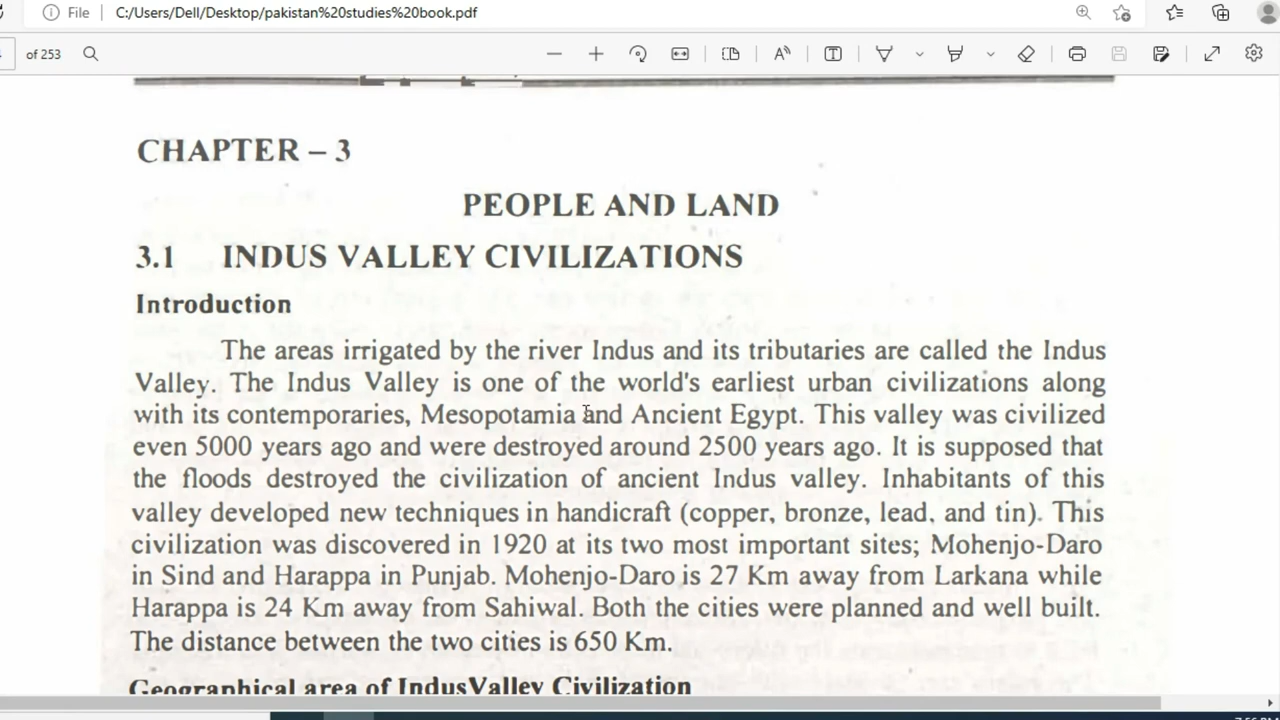 File C:/Users/Dell/Desktop/pakistan%20studies%20book.pdf
of 253
CHAPTER – 3
PEOPLE AND LAND
3.1 INDUS VALLEY CIVILIZATIONS
Introduction
The areas irrigated by the river Indus and its tributaries are called the Indus
Valley. The Indus Valley is one of the world's earliest urban civilizations along
with its contemporaries, Mesopotamia and Ancient Egypt. This valley was civilized
even 5000 years ago and were destroyed around 2500 years ago. It is supposed that
the floods destroyed the civilization of ancient Indus valley. Inhabitants of this
valley developed new techniques in handicraft (copper, bronze, lead, and tin). This
civilization was discovered in 1920 at its two most important sites; Mohenjo-Daro
in Sind and Harappa in Punjab. Mohenjo-Daro is 27 Km away from Larkana while
Harappa is 24 Km away from Sahiwal. Both the cities were planned and well built.
The distance between the two cities is 650 Km.
Geographical area of IndusValley Civilization